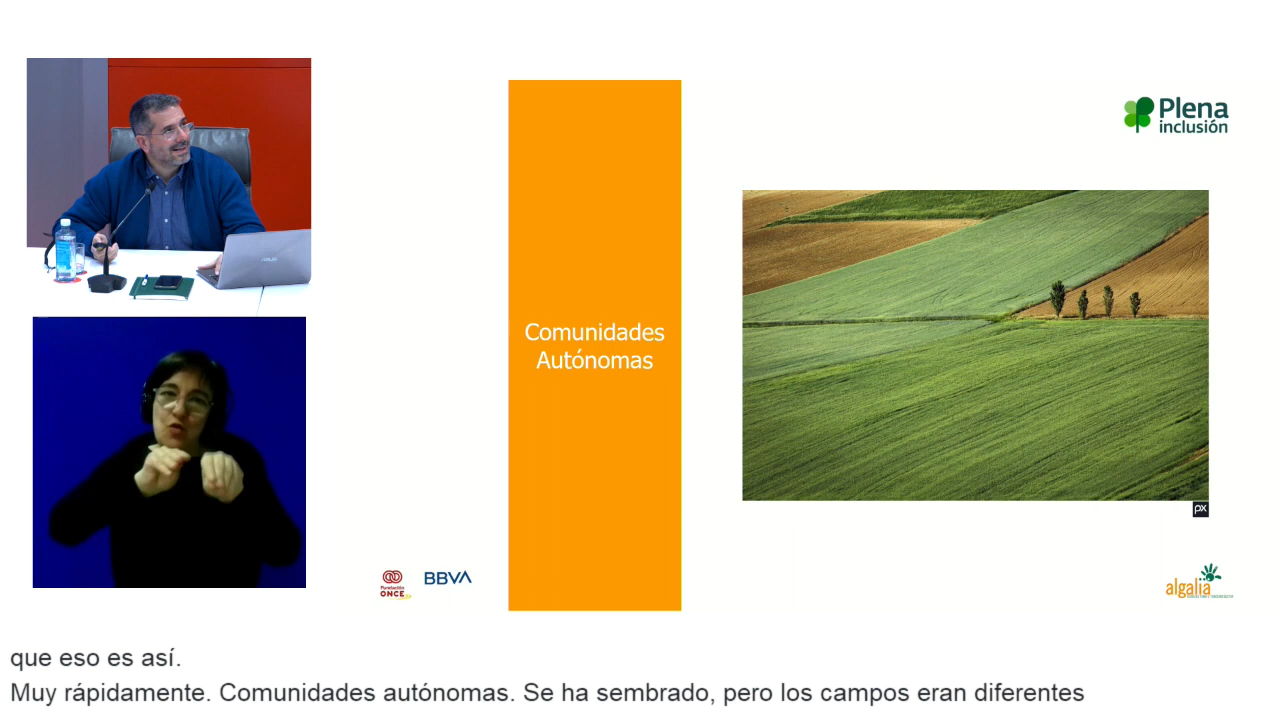 Plena
inclusión
ASUS
Comunidades
Autónomas
px
Fundación
ONCE
BBVA
algalia
que eso es así.
Muy rápidamente. Comunidades autónomas. Se ha sembrado, pero los campos eran diferentes